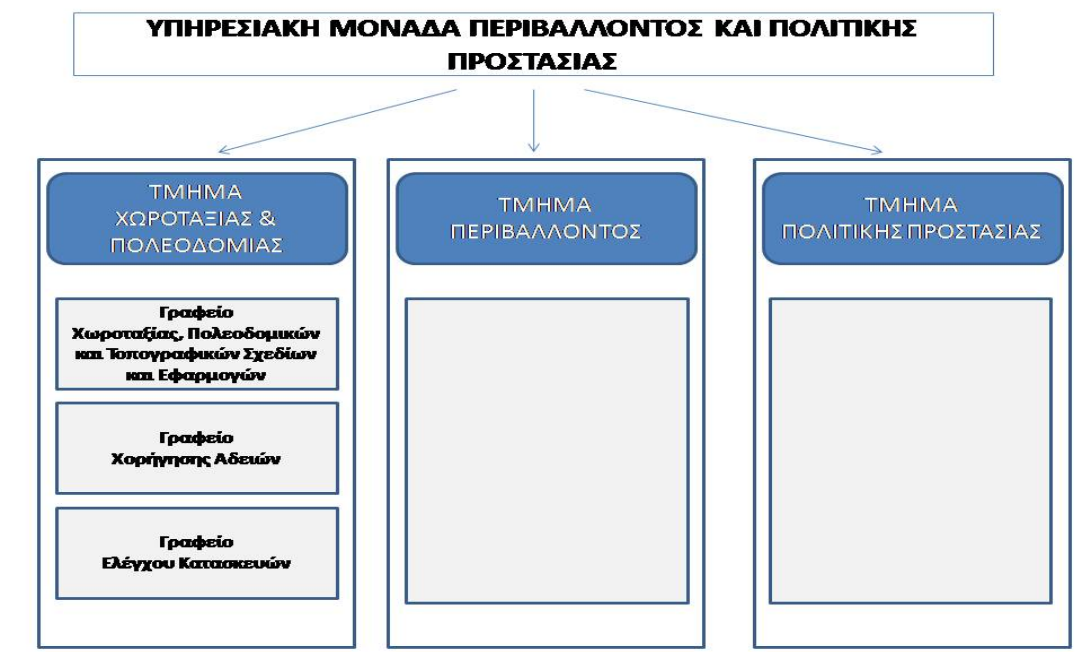 ΥΠΗΡΕΣΙΑΚΗ ΜΟΝΑΔΑ ΠΕΡΙΒΑΛΛΟΝΤΟΣ ΚΑΙ ΠΟΛΙΤΙΚΗΣ
ΠΡΟΣΤΑΣΙΑΣ
ΤΜΗΜΑ
ΧΩΡΟΤΑΞΙΑΣ &
ΠΟΛΕΟΔΟΜΙΑΣ
Γραφείο
Χωροταξίας, Πολεοδομικών
και Τοπογραφικών Σχεδίων
και Εφαρμογών
Γραφείο
Χορήγησης Αδειών
Γραφείο
Ελέγχου Κατασκευών
ΤΜΗΜΑ
ΠΕΡΙΒΑΛΛΟΝΤΟΣ
ΤΜΗΜΑ
ΠΟΛΙΤΙΚΗΣ ΠΡΟΣΤΑΣΙΑΣ